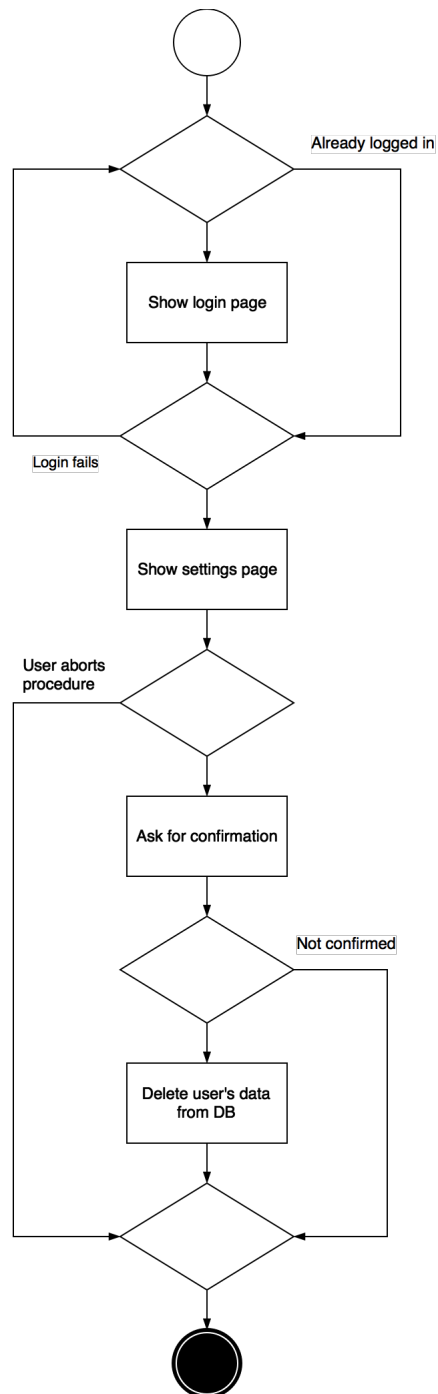 Already logged in
Show login page
Login fails
Show settings page
User aborts
procedure
Ask for confirmation
Not confirmed
Delete user's data
from DB